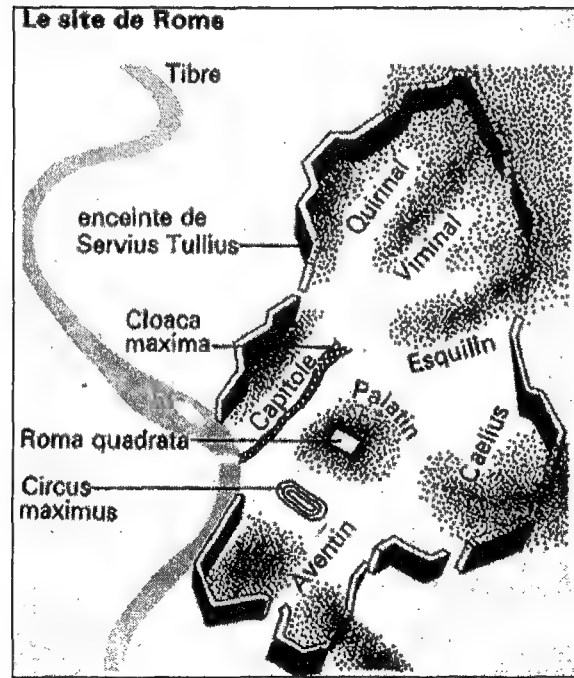 Le site de Rome
Tibre
Quirinal
enceinte de
Servius Tullius
Viminal
Cloaca
maxima
Esquilin
Capitole
Palatin
Roma quadrata
Caelius
Circus
maximus
Aventin